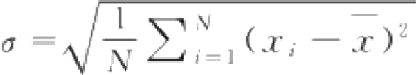 σ = √(1/N ∑_{i=1}^{N} (x_i − x̄)²)